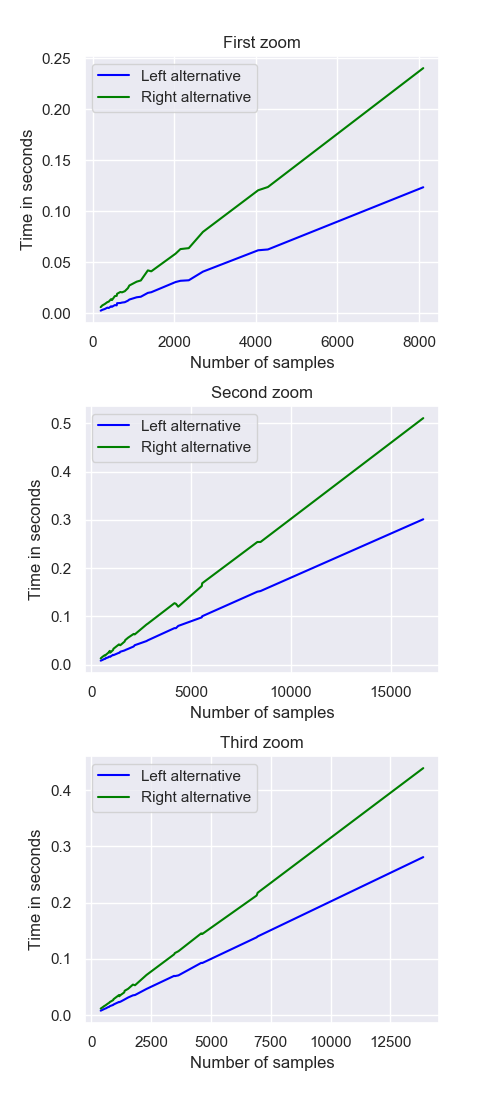 First zoom
Left alternative
Right alternative
0.25
0.20
0.15
0.10
0.05
0.00
Time in seconds
0 2000 4000 6000 8000
Number of samples
Second zoom
Left alternative
Right alternative
0.5
0.4
0.3
0.2
0.1
0.0
Time in seconds
0 5000 10000 15000
Number of samples
Third zoom
Left alternative
Right alternative
0.4
0.3
0.2
0.1
0.0
Time in seconds
0 2500 5000 7500 10000 12500
Number of samples